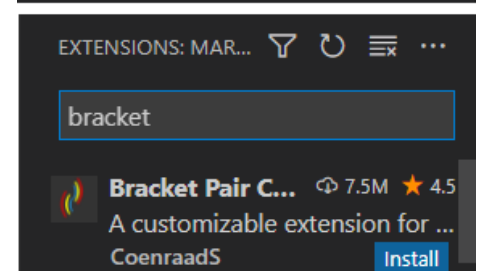 EXTENSIONS: MAR...
bracket
Bracket Pair C... 7.5M 4.5
A customizable extension for ...
CoenraadS Install